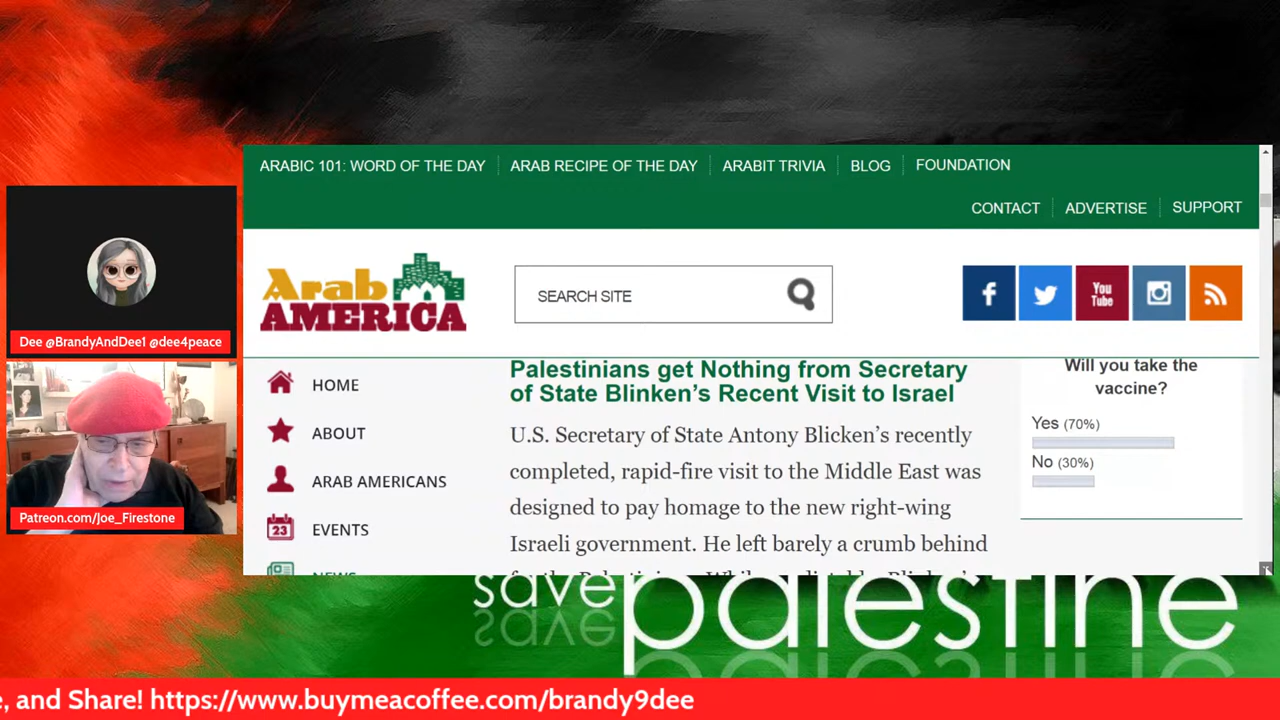 ARABIC 101: WORD OF THE DAY
ARAB RECIPE OF THE DAY
ARABIT TRIVIA
BLOG
FOUNDATION
CONTACT
ADVERTISE
SUPPORT
Arab
AMERICA
SEARCH SITE
You
Tube
HOME
ABOUT
ARAB AMERICANS
23
EVENTS
NEWS
Palestinians get Nothing from Secretary
of State Blinken’s Recent Visit to Israel
U.S. Secretary of State Antony Blicken’s recently
completed, rapid-fire visit to the Middle East was
designed to pay homage to the new right-wing
Israeli government. He left barely a crumb behind
Will you take the
vaccine?
Yes (70%)
No (30%)
Dee @BrandyAndDee1 @dee4peace
Patreon.com/Joe_Firestone
save palestine
e, and Share! https://www.buymeacoffee.com/brandy9dee